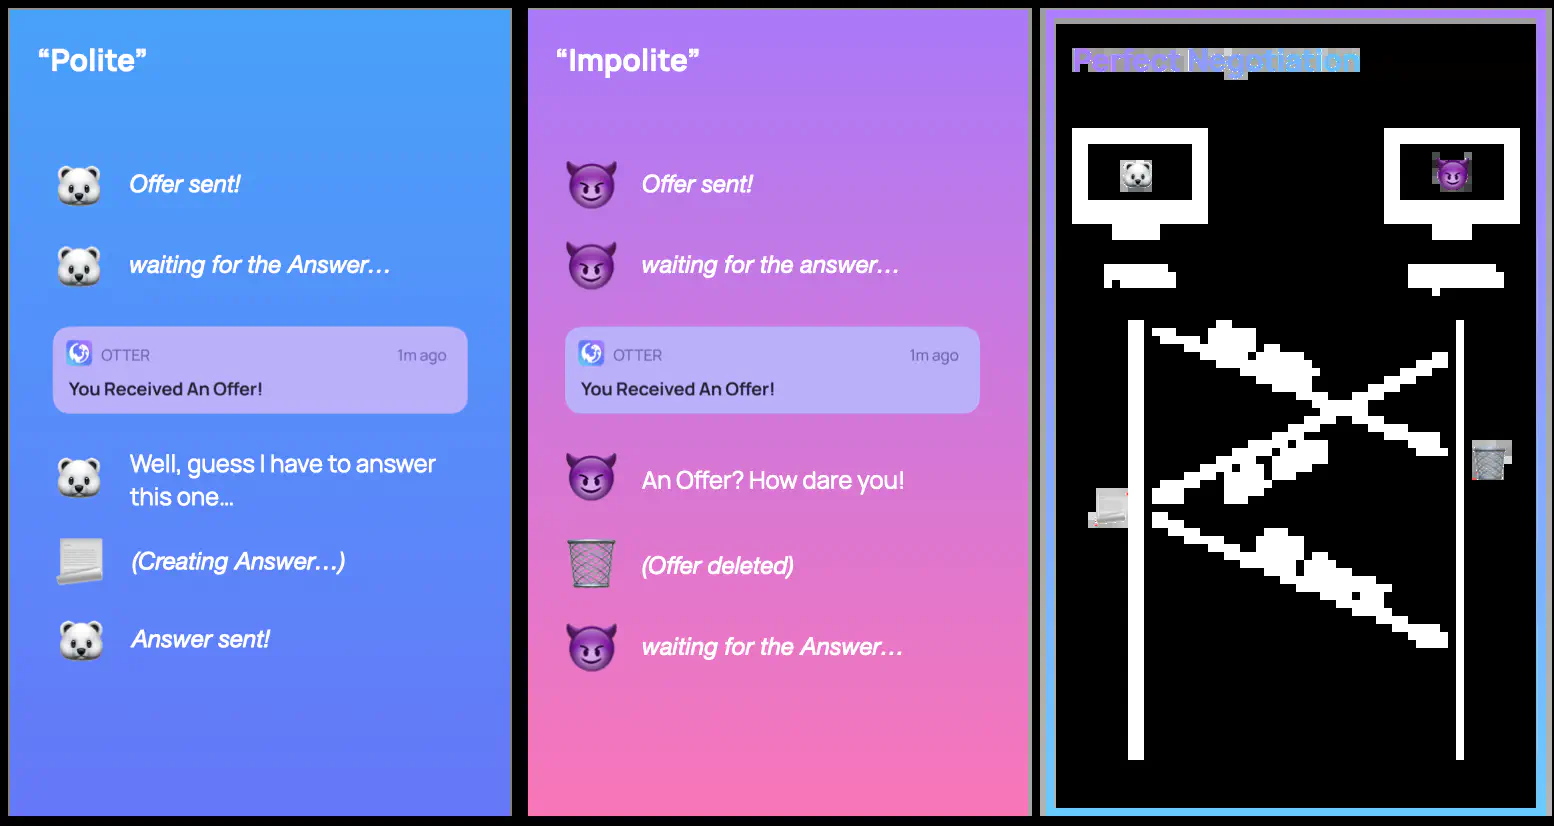 “Polite”
Offer sent!
waiting for the Answer...
OTTER
1m ago
You Received An Offer!
Well, guess I have to answer
this one...
(Creating Answer...)
Answer sent!
“Impolite”
Offer sent!
waiting for the answer...
OTTER
1m ago
You Received An Offer!
An Offer? How dare you!
(Offer deleted)
waiting for the Answer...
Perfect Negotiation